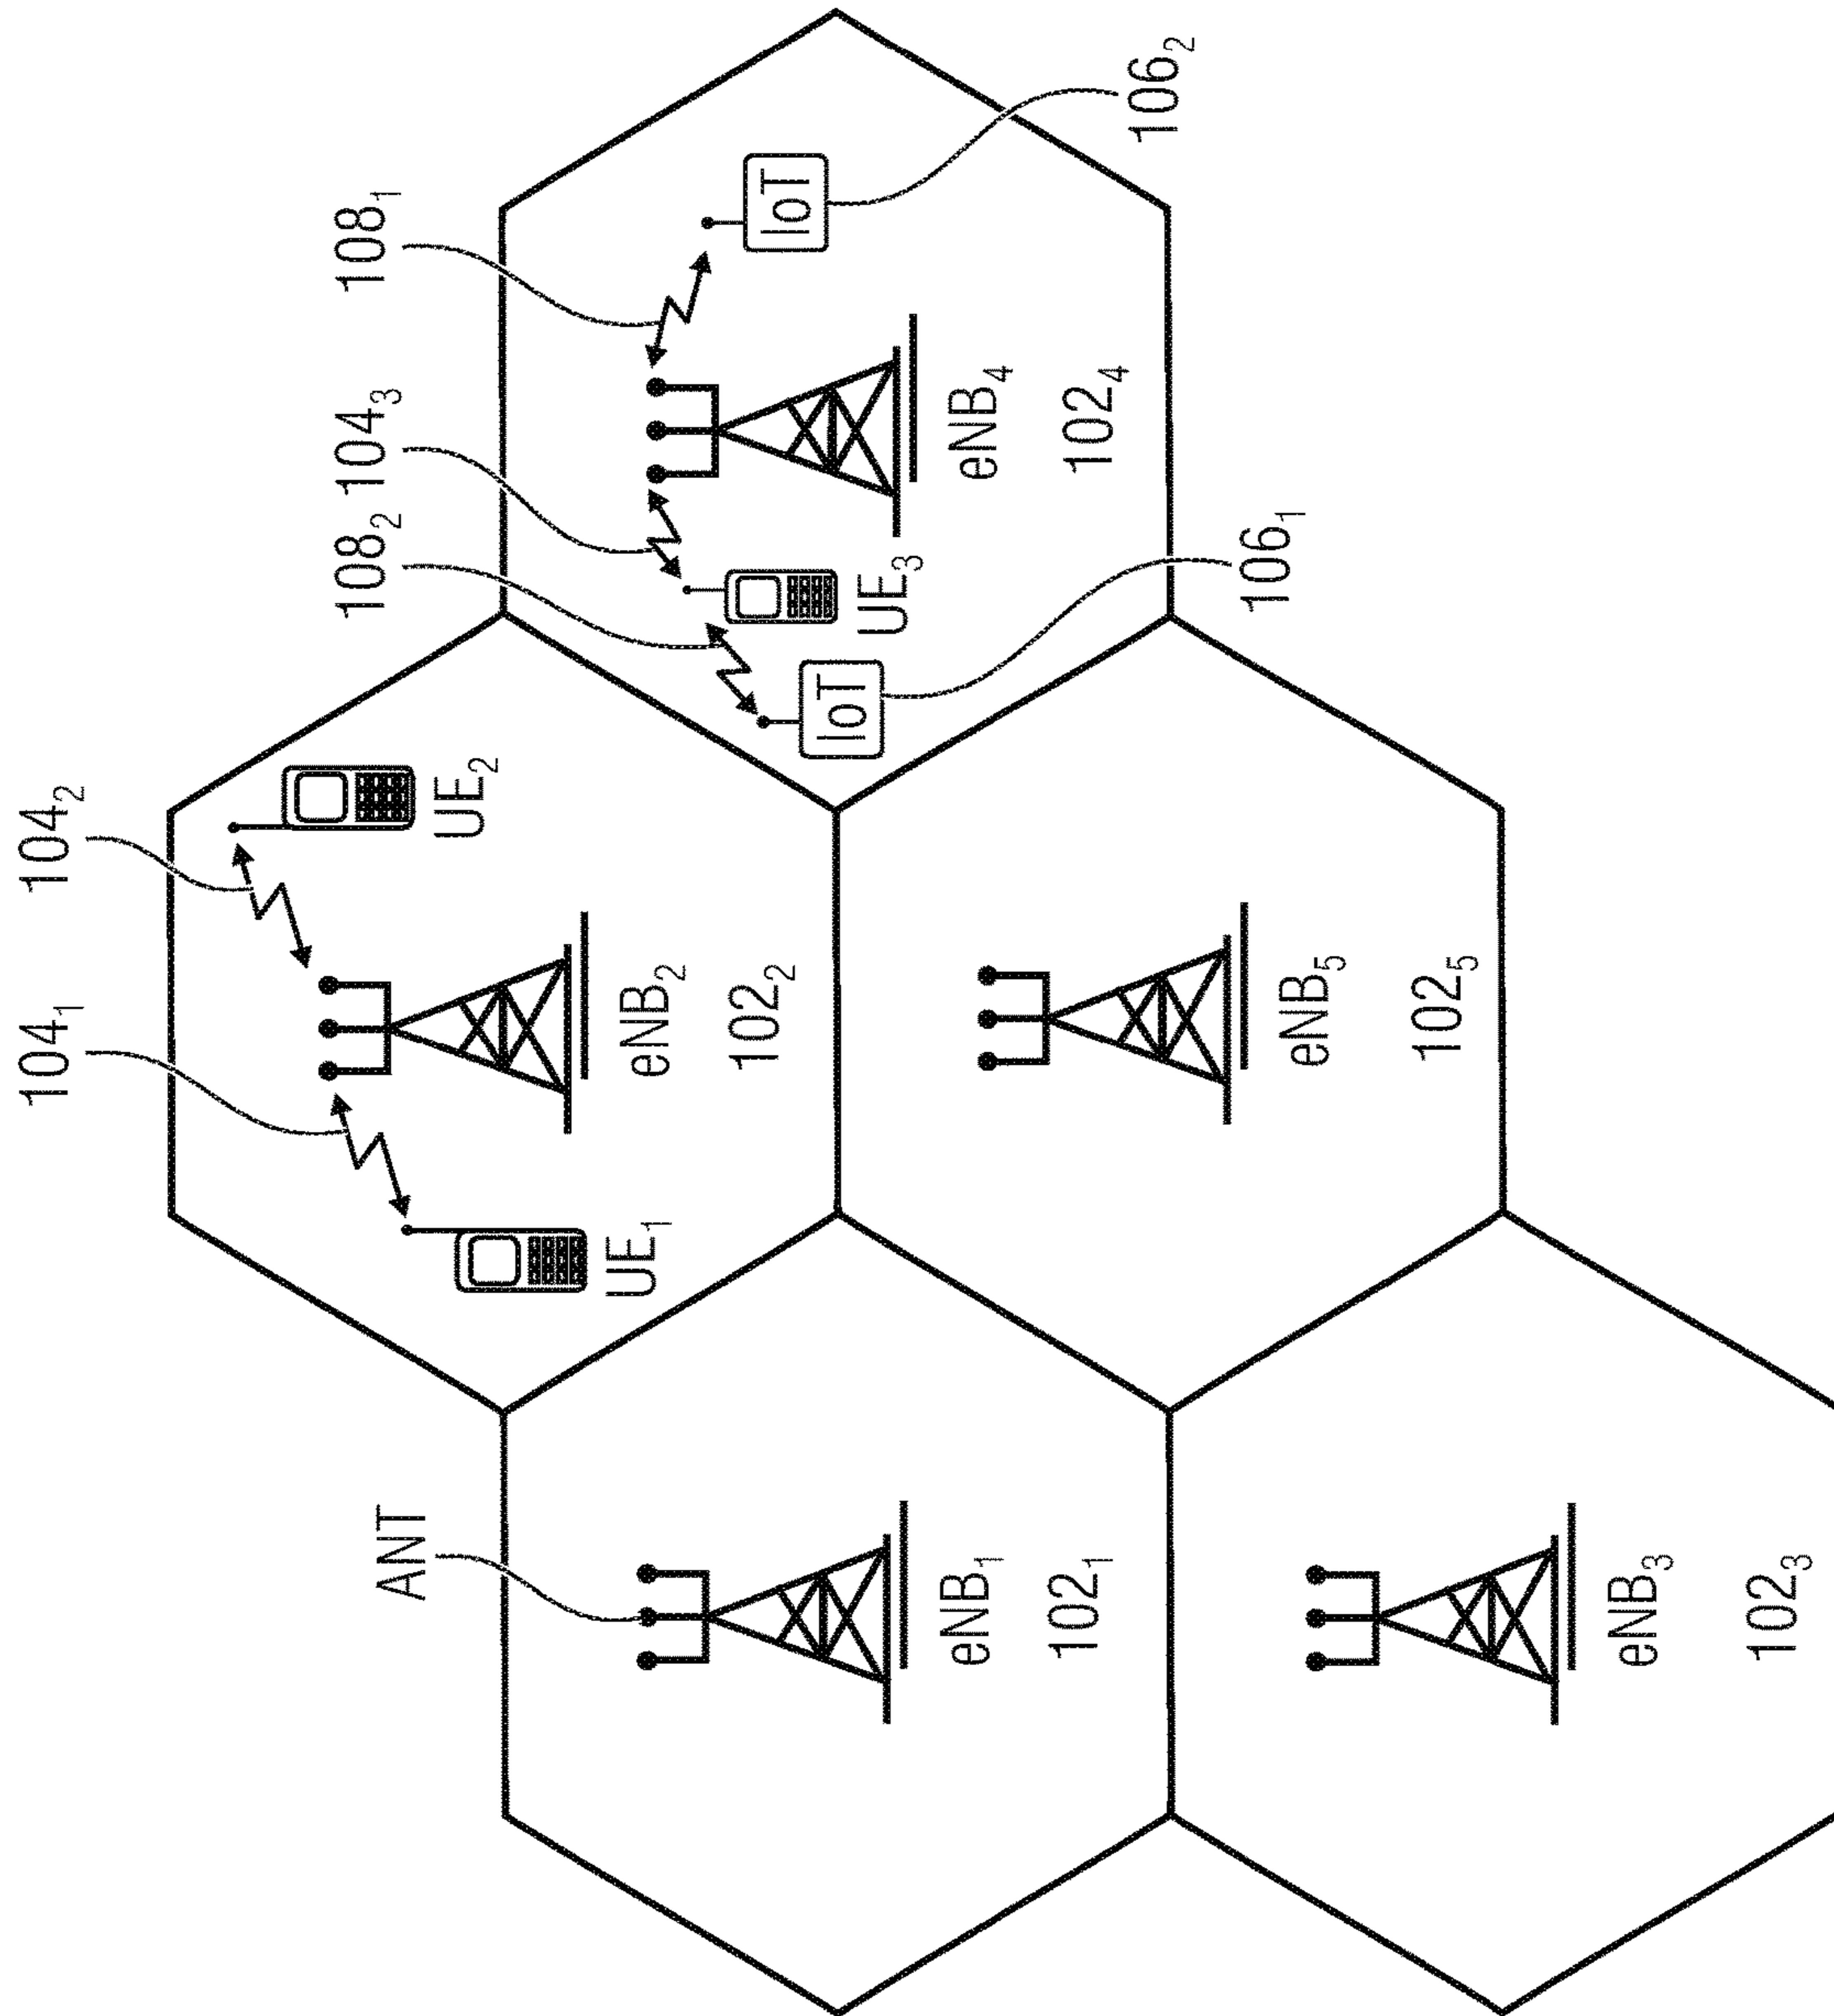 104₁
104₂
108₂
104₃
108₁
ANT
UE₁
UE₂
eNB₂
102₂
UE₃
IoT
IoT
eNB₁
102₁
eNB₄
102₄
106₁
106₂
eNB₅
102₅
eNB₃
102₃